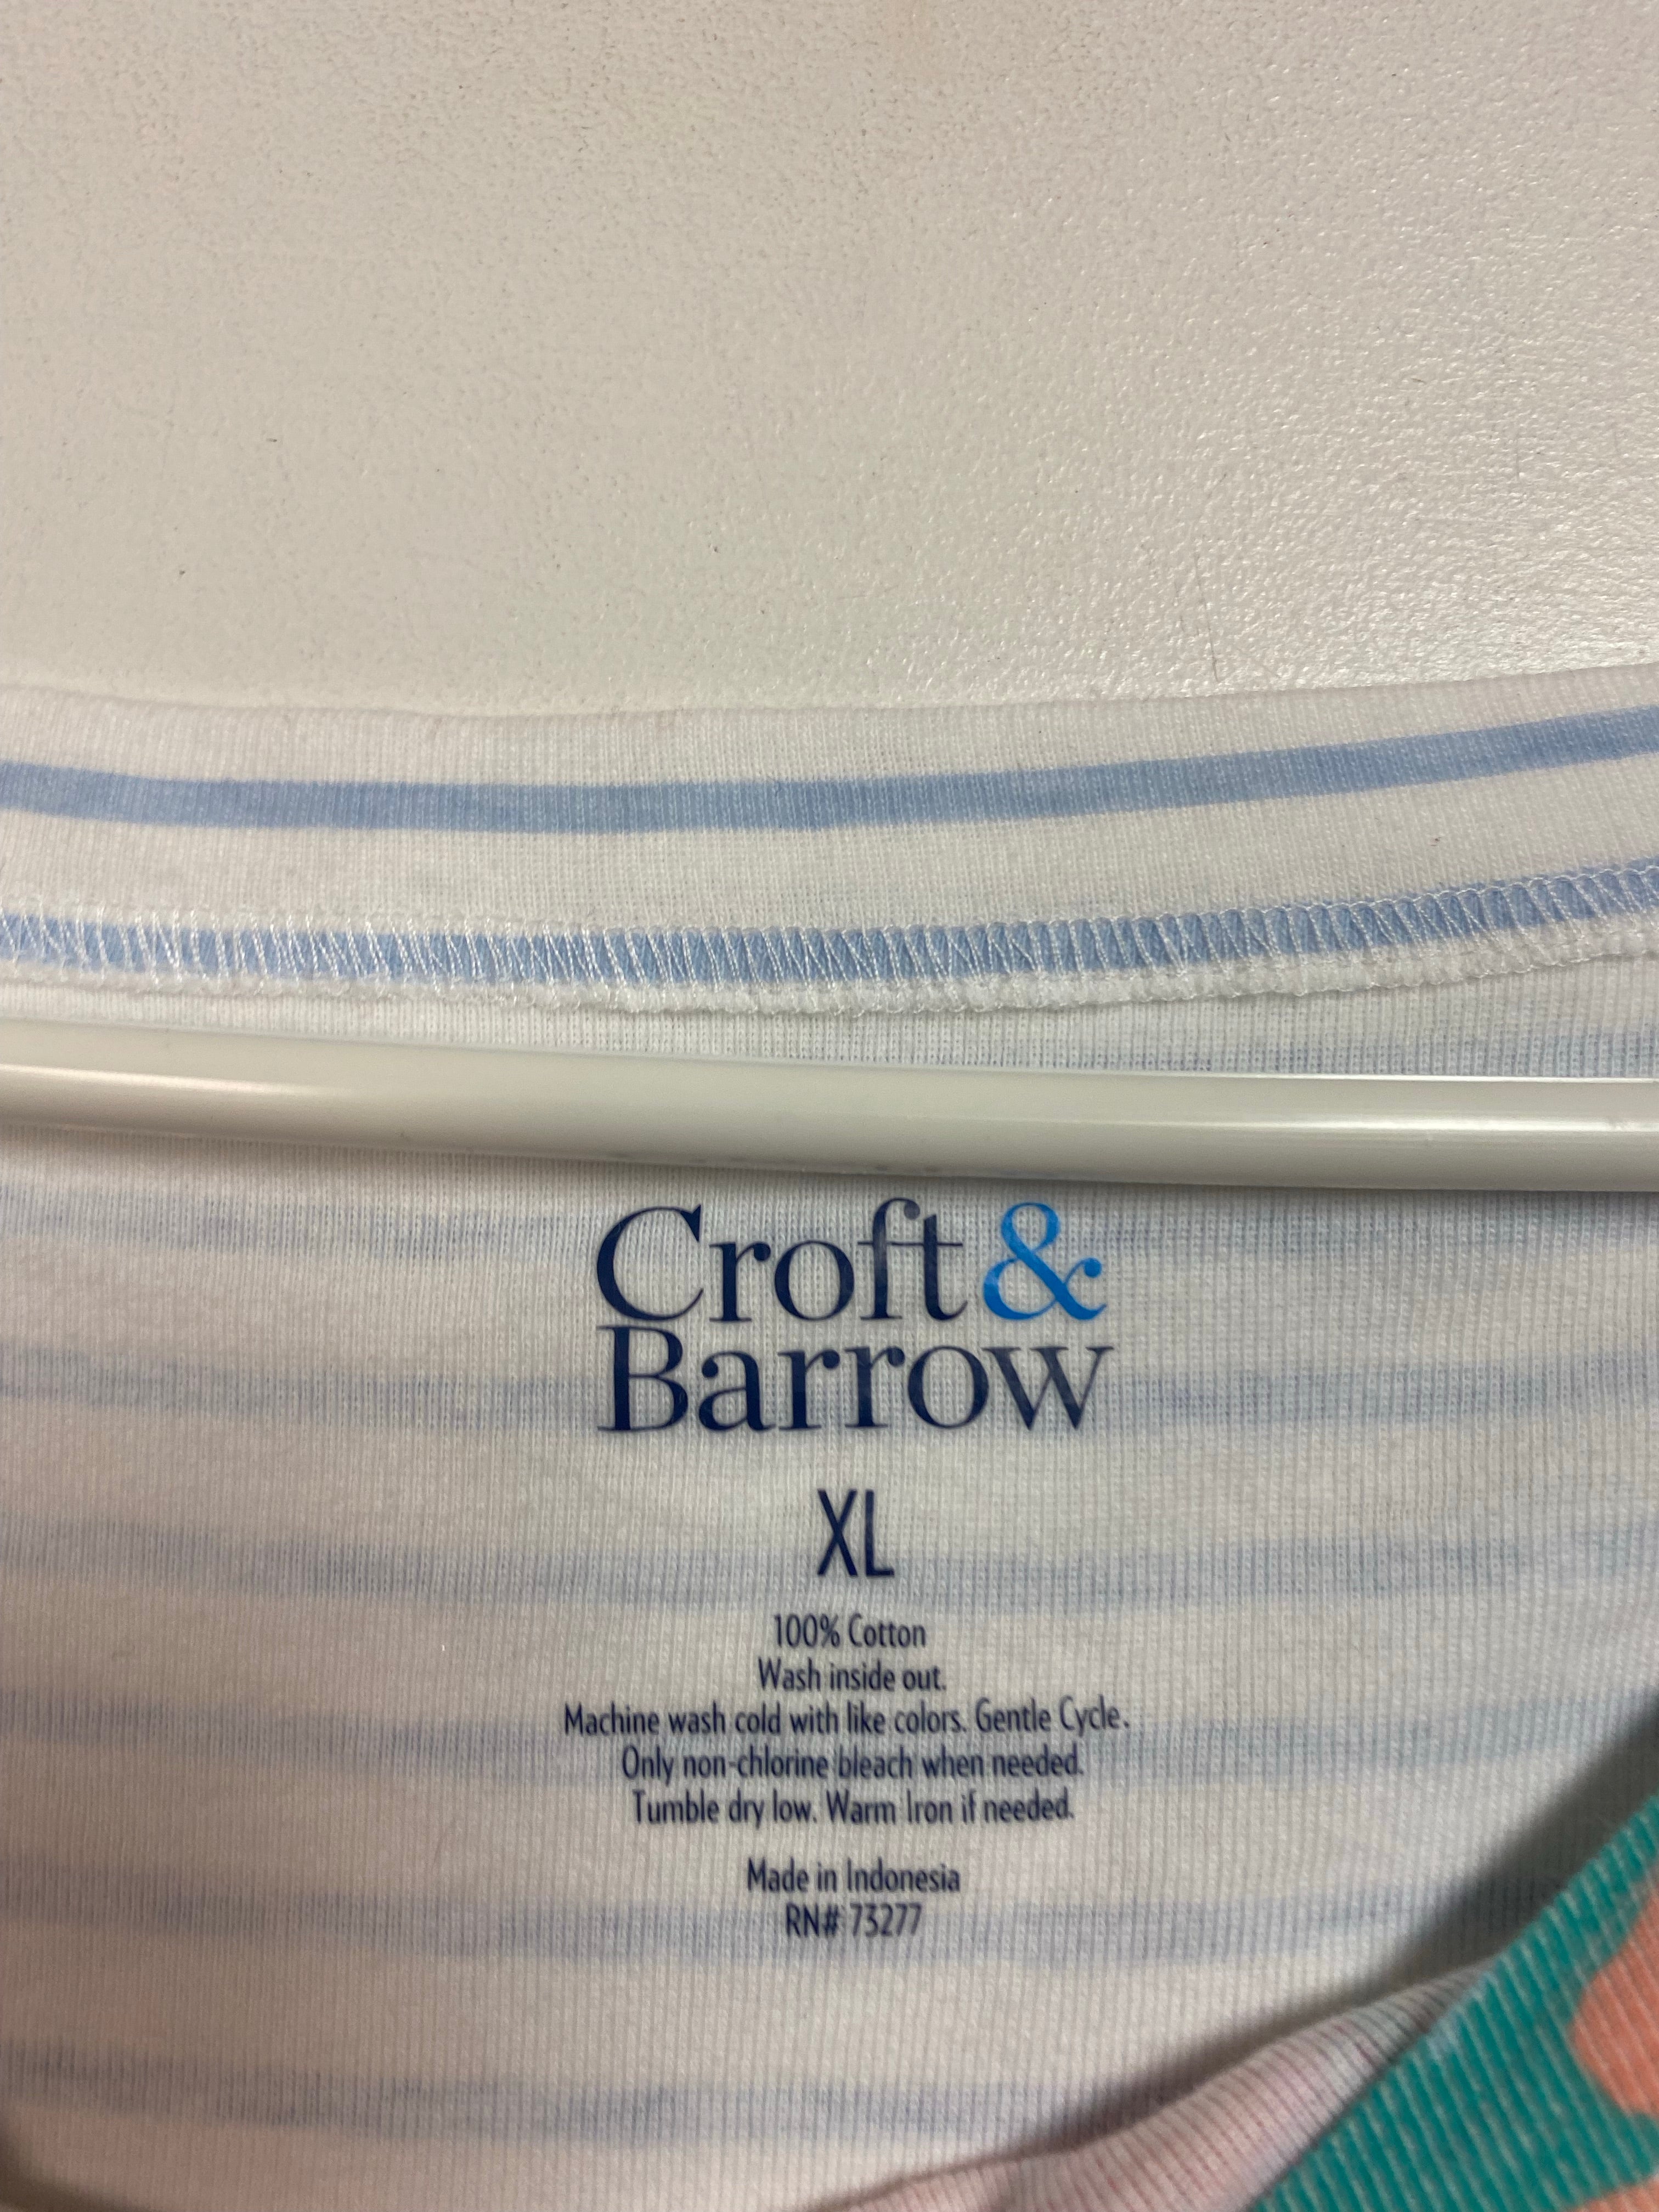 Croft &
Barrow
XL
100% Cotton
Wash inside out.
Machine wash cold with like colors. Gentle Cycle.
Only non-chlorine bleach when needed.
Tumble dry low. Warm Iron if needed.
Made in Indonesia
RN# 73277